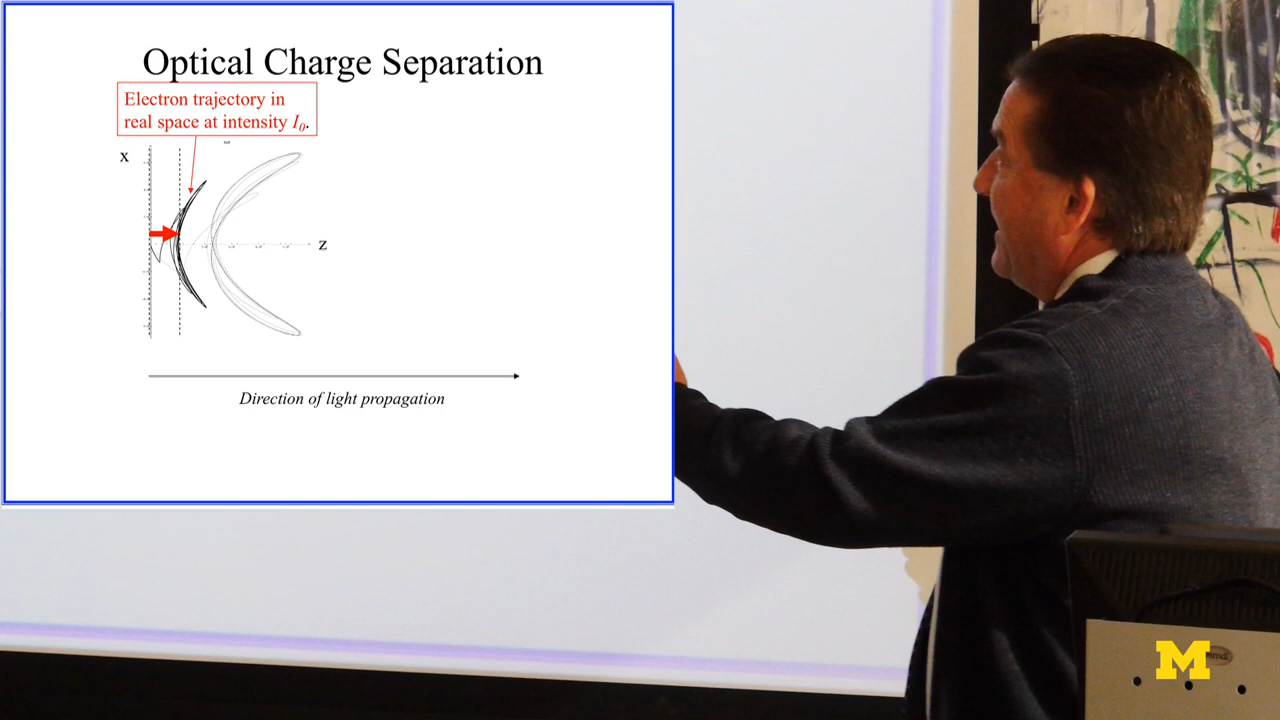 Optical Charge Separation
Electron trajectory in
real space at intensity I₀.
x
z
Direction of light propagation
M